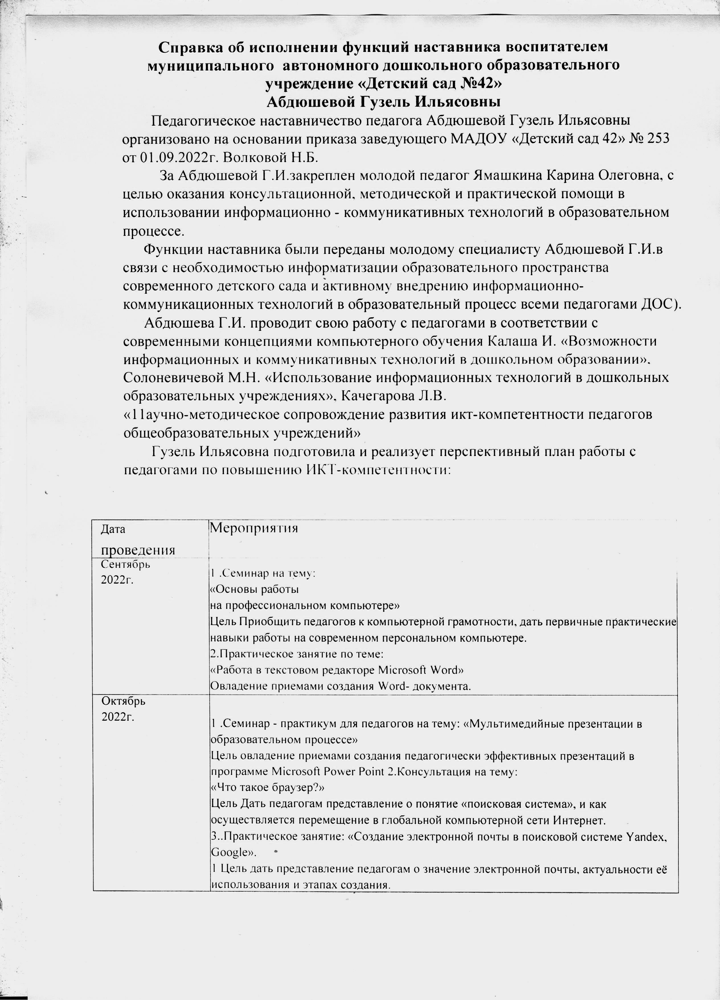 Справка об исполнении функций наставника воспитателем
муниципального автономного дошкольного образовательного
учреждение «Детский сад №42»
Абдюшевой Гузель Ильясовны
Педагогическое наставничество педагога Абдюшевой Гузель Ильясовны
организовано на основании приказа заведующего МАДОУ «Детский сад 42» № 253
от 01.09.2022г. Волковой Н.Б.
За Абдюшевой Г.И.закреплен молодой педагог Ямашкина Карина Олеговна, с
целью оказания консультационной, методической и практической помощи в
использовании информационно - коммуникативных технологий в образовательном
процессе.
Функции наставника были переданы молодому специалисту Абдюшевой Г.И.в
связи с необходимостью информатизации образовательного пространства
современного детского сада и активному внедрению информационно-
коммуникационных технологий в образовательный процесс всеми педагогами ДОС).
Абдюшева Г.И. проводит свою работу с педагогами в соответствии с
современными концепциями компьютерного обучения Калаша И. «Возможности
информационных и коммуникативных технологий в дошкольном образовании».
Солоневичевой М.Н. «Использование информационных технологий в дошкольных
образовательных учреждениях», Качегарова Л.В.
«11аучно-методическое сопровождение развития икт-компетентности педагогов
общеобразовательных учреждений»
Гузель Ильясовна подготовила и реализует перспективный план работы с
педагогами по повышению ИКТ-компетентности:
Дата
проведения
Мероприятия
Сентябрь
2022г.
1 .Семинар на тему:
«Основы работы
на профессиональном компьютере»
Цель Приобщить педагогов к компьютерной грамотности, дать первичные практические
навыки работы на современном персональном компьютере.
2.Практическое занятие по теме:
«Работа в текстовом редакторе Microsoft Word»
Овладение приемами создания Word- документа.
Октябрь
2022г.
1 .Семинар - практикум для педагогов на тему: «Мультимедийные презентации в
образовательном процессе»
Цель овладение приемами создания педагогически эффективных презентаций в
программе Microsoft Power Point 2.Консультация на тему:
«Что такое браузер?»
Цель Дать педагогам представление о понятие «поисковая система», и как
осуществляется перемещение в глобальной компьютерной сети Интернет.
3..Практическое занятие: «Создание электронной почты в поисковой системе Yandex,
Google».
1 Цель дать представление педагогам о значение электронной почты, актуальности её
использования и этапах создания.